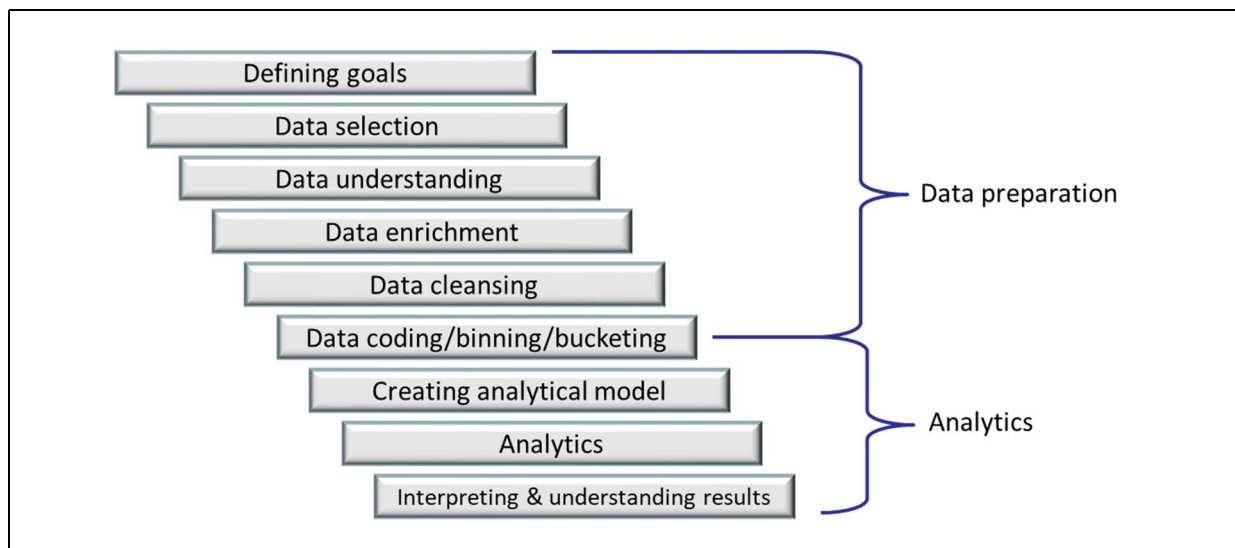 Defining goals
Data selection
Data understanding
Data preparation
Data enrichment
Data cleansing
Data coding/binning/bucketing
Creating analytical model
Analytics
Analytics
Interpreting & understanding results